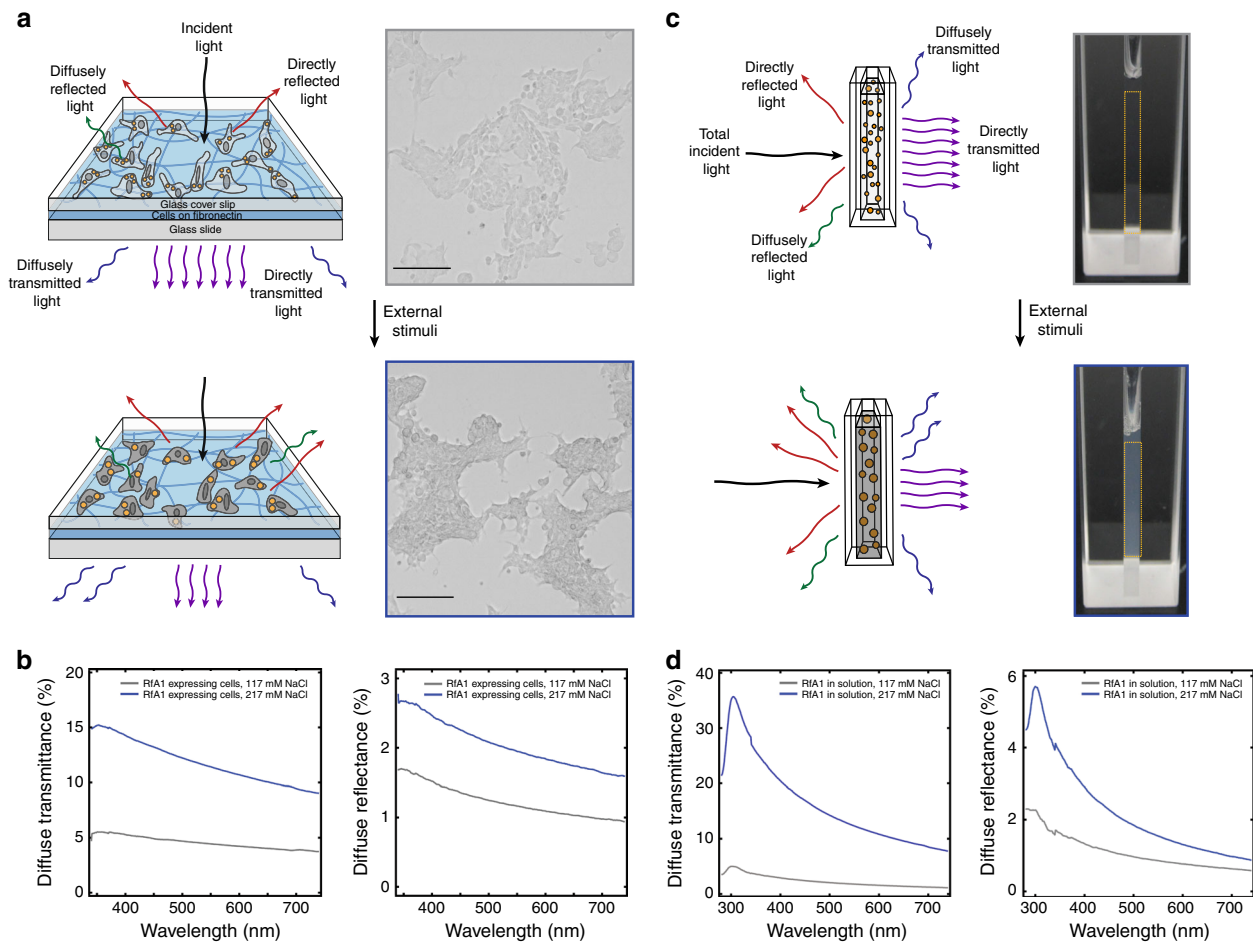 a
Incident
light
Diffusely
reflected
light
Directly
reflected
light
Glass cover slip
Cells on fibronectin
Glass slide
Diffusely
transmitted
light
Directly
transmitted
light
External
stimuli
c
Diffusely
transmitted
light
Directly
reflected
light
Total
incident
light
Directly
transmitted
light
Diffusely
reflected
light
External
stimuli
b
20
15
10
5
0
Diffuse transmittance (%)
RfA1 expressing cells, 117 mM NaCl
RfA1 expressing cells, 217 mM NaCl
400 500 600 700
Wavelength (nm)
3
2
1
0
Diffuse reflectance (%)
RfA1 expressing cells, 117 mM NaCl
RfA1 expressing cells, 217 mM NaCl
400 500 600 700
Wavelength (nm)
d
40
30
20
10
0
Diffuse transmittance (%)
RfA1 in solution, 117 mM NaCl
RfA1 in solution, 217 mM NaCl
300 400 500 600 700
Wavelength (nm)
6
4
2
0
Diffuse reflectance (%)
RfA1 in solution, 117 mM NaCl
RfA1 in solution, 217 mM NaCl
300 400 500 600 700
Wavelength (nm)